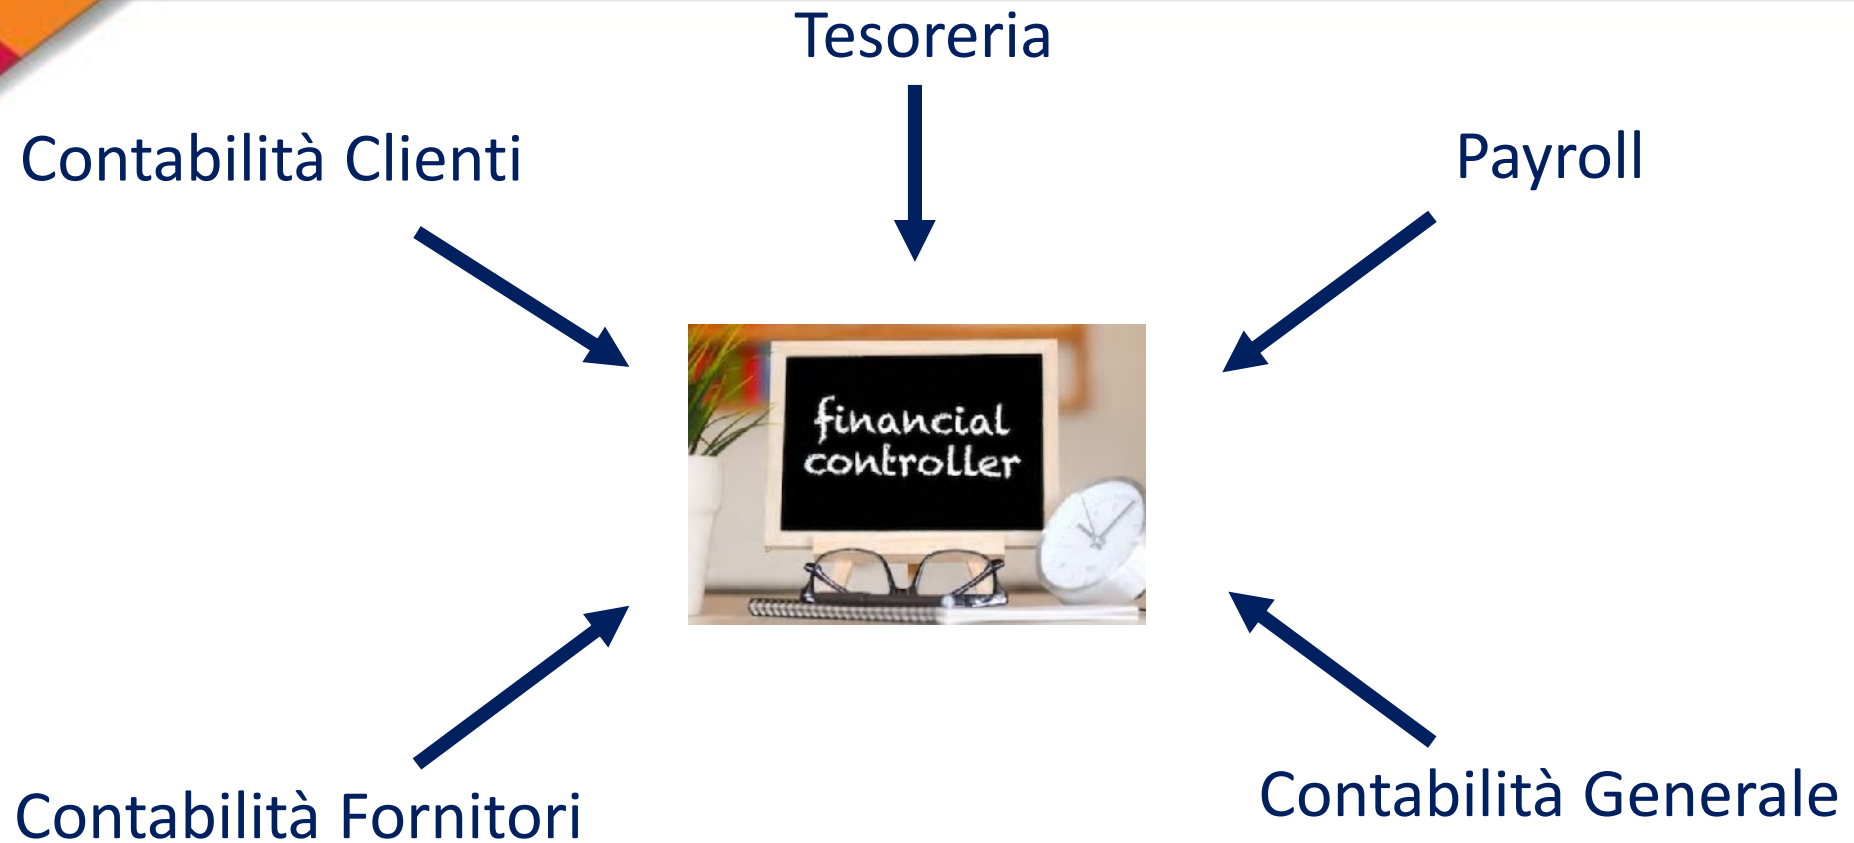 Tesoreria
Contabilità Clienti
Payroll
financial
controller
Contabilità Fornitori
Contabilità Generale